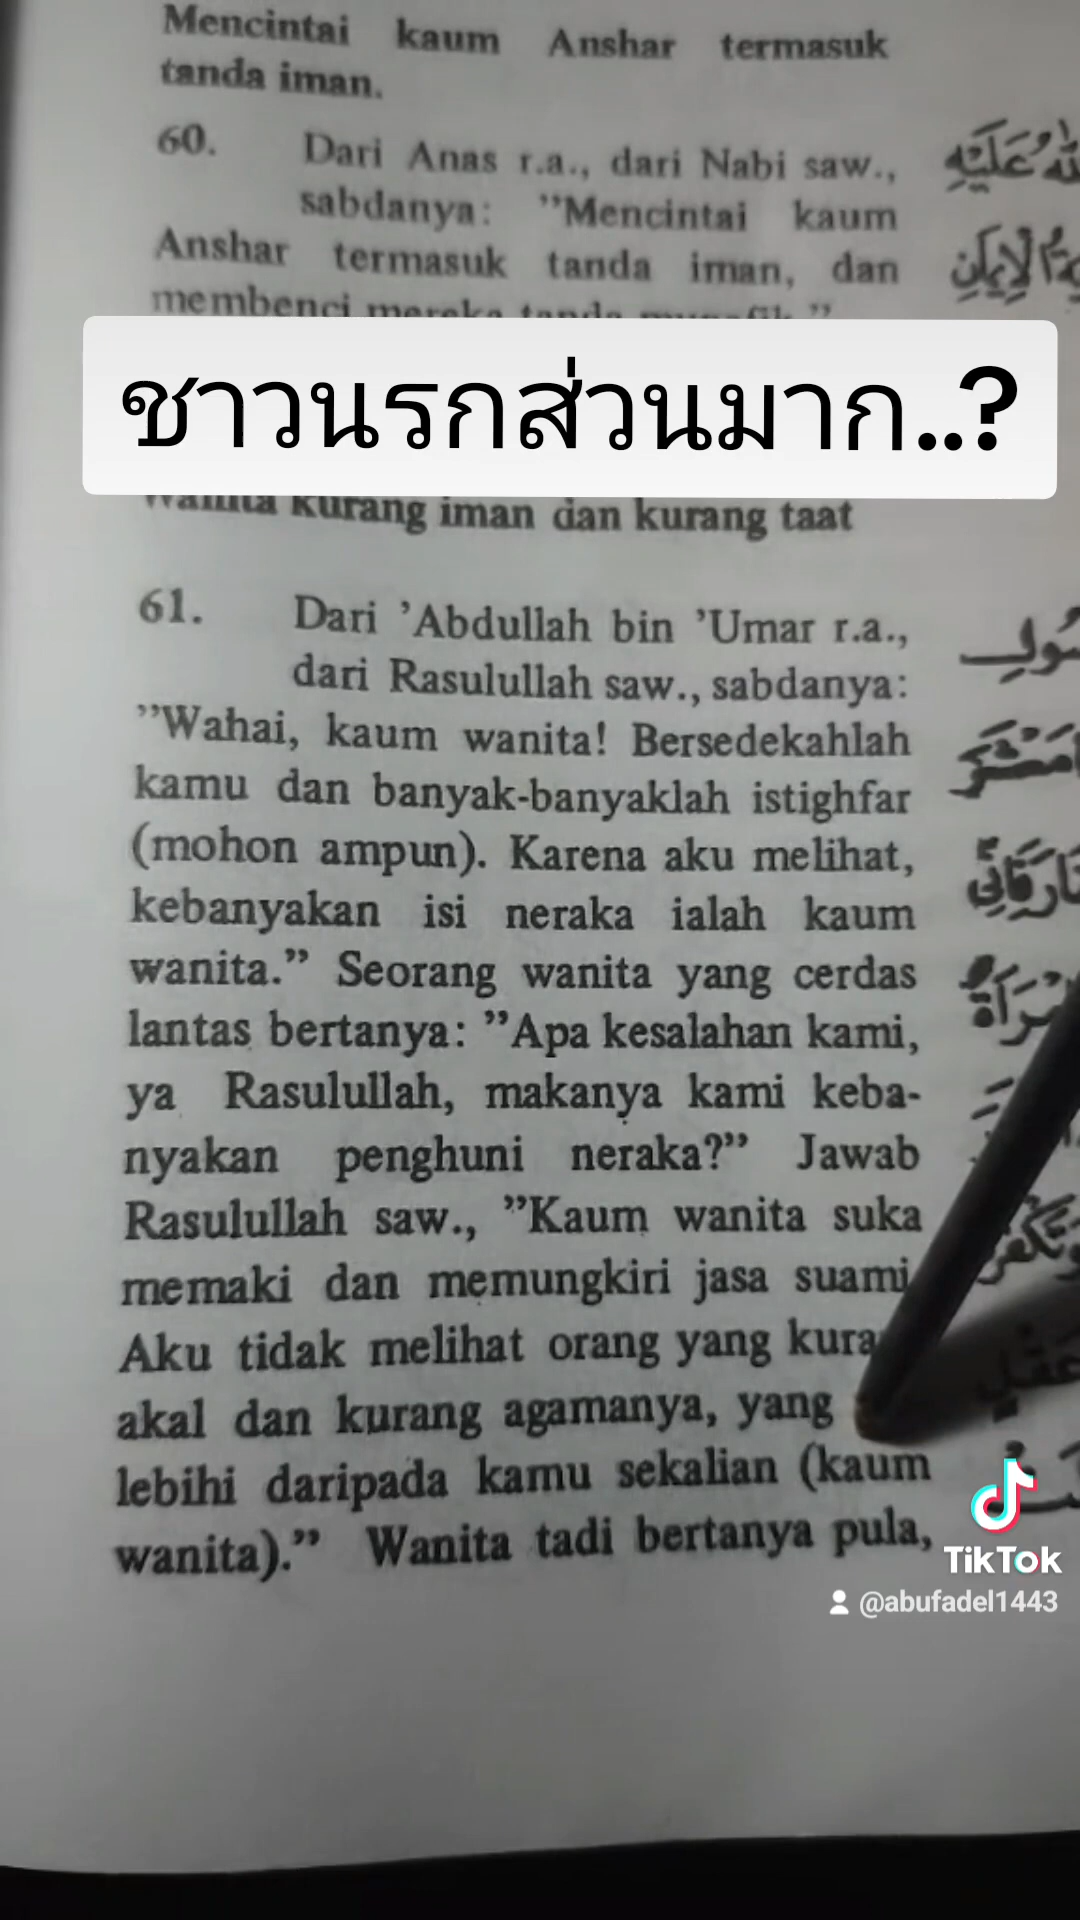 Mencintai kaum Anshar termasuk
tanda iman.
60. Dari Anas r.a., dari Nabi saw.,
sabdanya: ”Mencintai kaum
Anshar termasuk tanda iman, dan
membenci mereka tanda munafik.”
ชาวนรกส่วนมาก..?
Wanita kurang iman dan kurang taat
61. Dari ’Abdullah bin ’Umar r.a.,
dari Rasulullah saw., sabdanya:
”Wahai, kaum wanita! Bersedekahlah
kamu dan banyak-banyaklah istighfar
(mohon ampun). Karena aku melihat,
kebanyakan isi neraka ialah kaum
wanita.” Seorang wanita yang cerdas
lantas bertanya: ”Apa kesalahan kami,
ya Rasulullah, makanya kami keba-
nyakan penghuni neraka?” Jawab
Rasulullah saw., ”Kaum wanita suka
memaki dan memungkiri jasa suami
Aku tidak melihat orang yang kura
akal dan kurang agamanya, yang
lebihi daripada kamu sekalian (kaum
wanita).” Wanita tadi bertanya pula,
TikTok
@abufadel1443